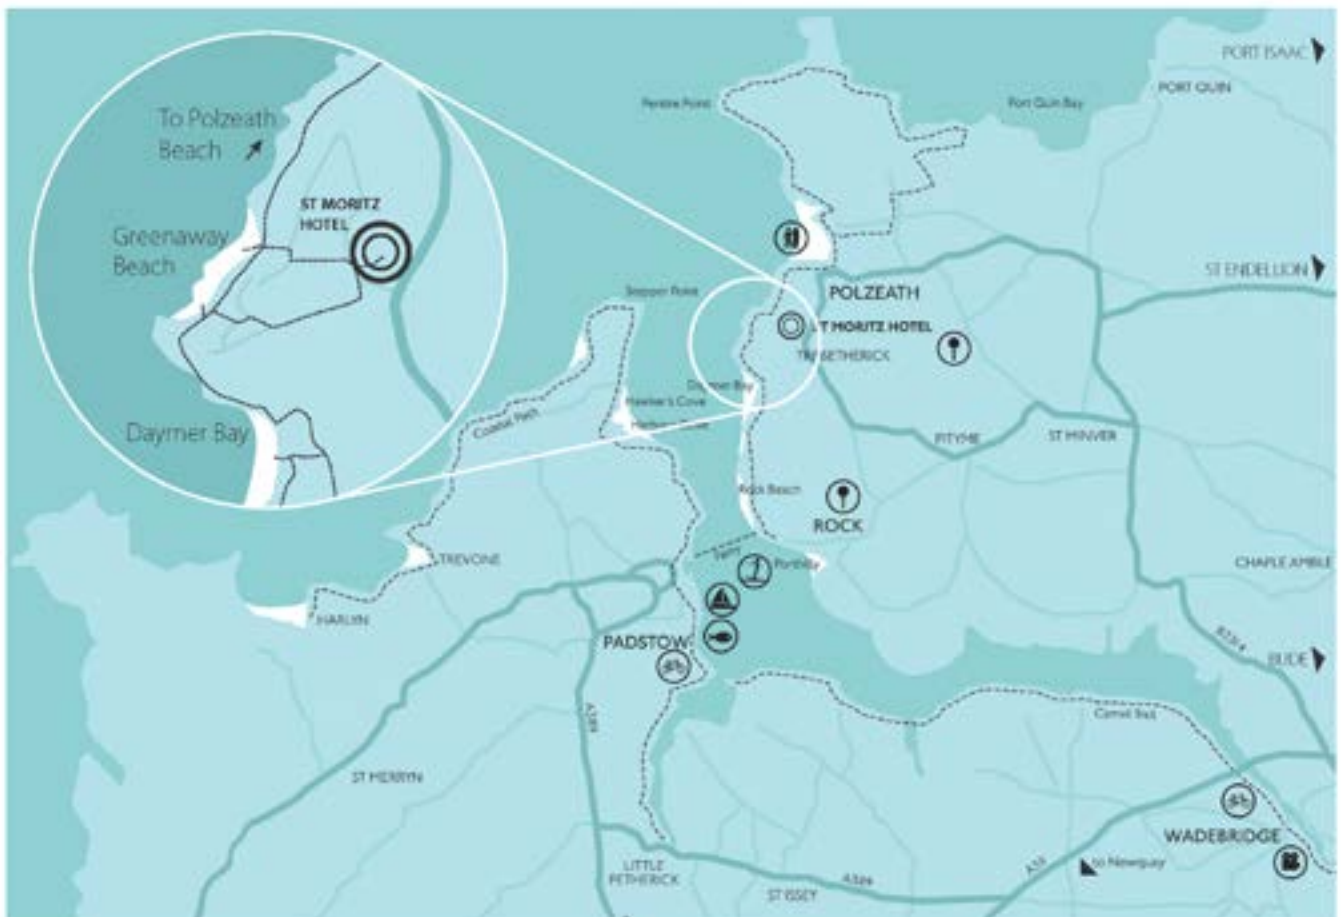 To Polzeath
Beach
ST MORITZ
HOTEL
Greenaway
Beach
Daymer Bay
PORT ISAAC
PORT QUIN
Pentire Point
Port Quin Bay
ST ENDELLION
POLZEATH
Stepper Point
ST MORITZ HOTEL
TREBETHERICK
Daymer Bay
Hawker's Cove
Coastal Path
PITYME
ST MINVER
Rock Beach
ROCK
Ferry
Porthilly
TREVONE
CHAPLE AMBLE
HARLYN
PADSTOW
B3314
BUDE
A389
Camel Trail
ST MERRYN
WADEBRIDGE
LITTLE
PETHERICK
to Newquay
ST ISSEY